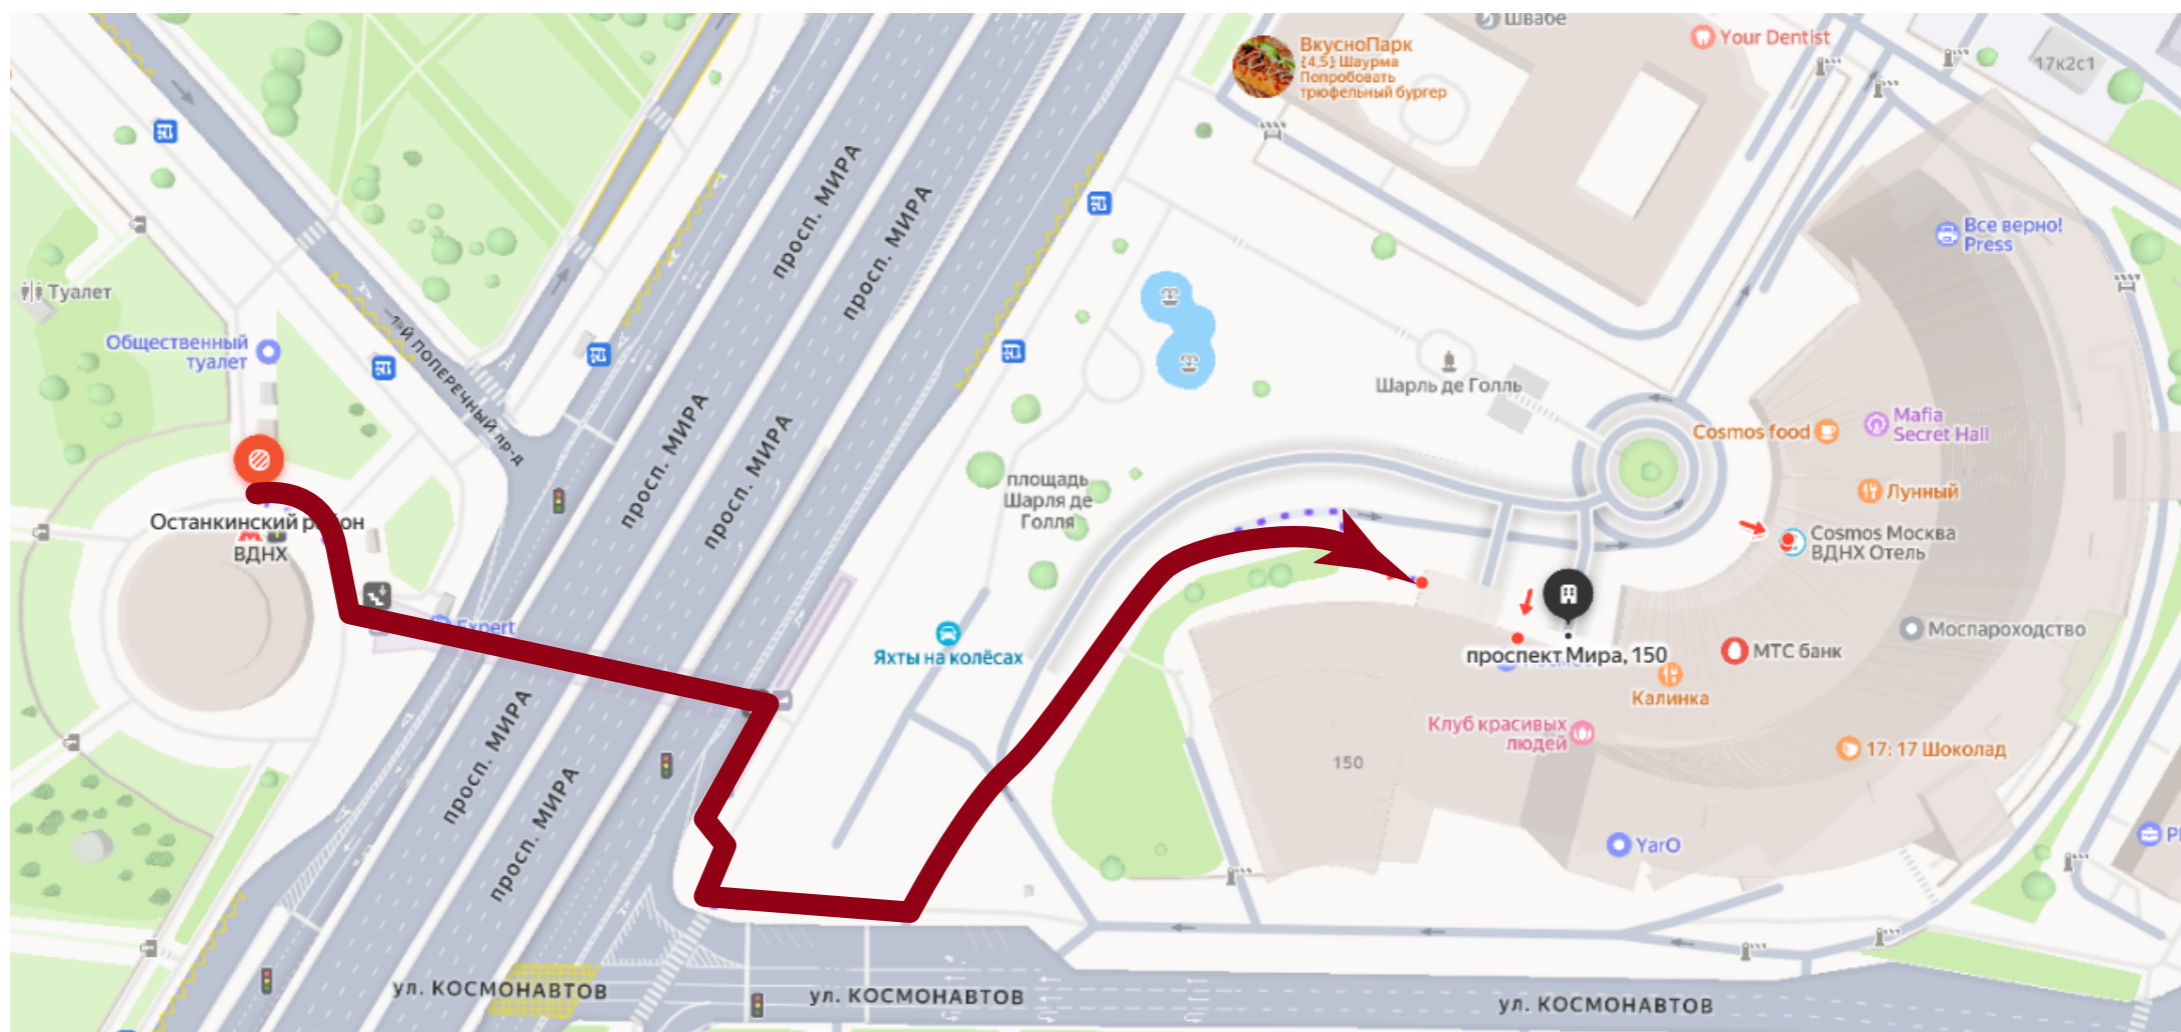 Швабе
ВкусноПарк
{4,5} Шаурма
Попробовать
трюфельный бургер
Your Dentist
17к2с1
просп. МИРА
просп. МИРА
Все верно!
Press
Туалет
Общественный
туалет
1-й ПОПЕРЕЧНЫЙ пр-д
Шарль де Голль
просп. МИРА
просп. МИРА
Cosmos food
Mafia
Secret Hall
площадь
Шарля де
Голля
Лунный
Останкинский район
ВДНХ
Cosmos Москва
ВДНХ Отель
Expert
Яхты на колёсах
проспект Мира, 150
МТС банк
Моспароходство
Калинка
просп. МИРА
просп. МИРА
Клуб красивых
людей
150
17:17 Шоколад
YarO
ул. КОСМОНАВТОВ
ул. КОСМОНАВТОВ
ул. КОСМОНАВТОВ